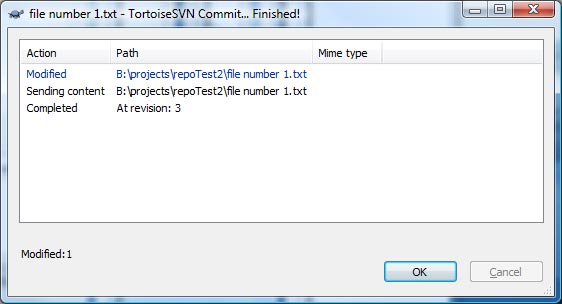 file number 1.txt - TortoiseSVN Commit... Finished!
Action Path Mime type
Modified B:\projects\repoTest2\file number 1.txt
Sending content B:\projects\repoTest2\file number 1.txt
Completed At revision: 3
Modified:1
OK Cancel